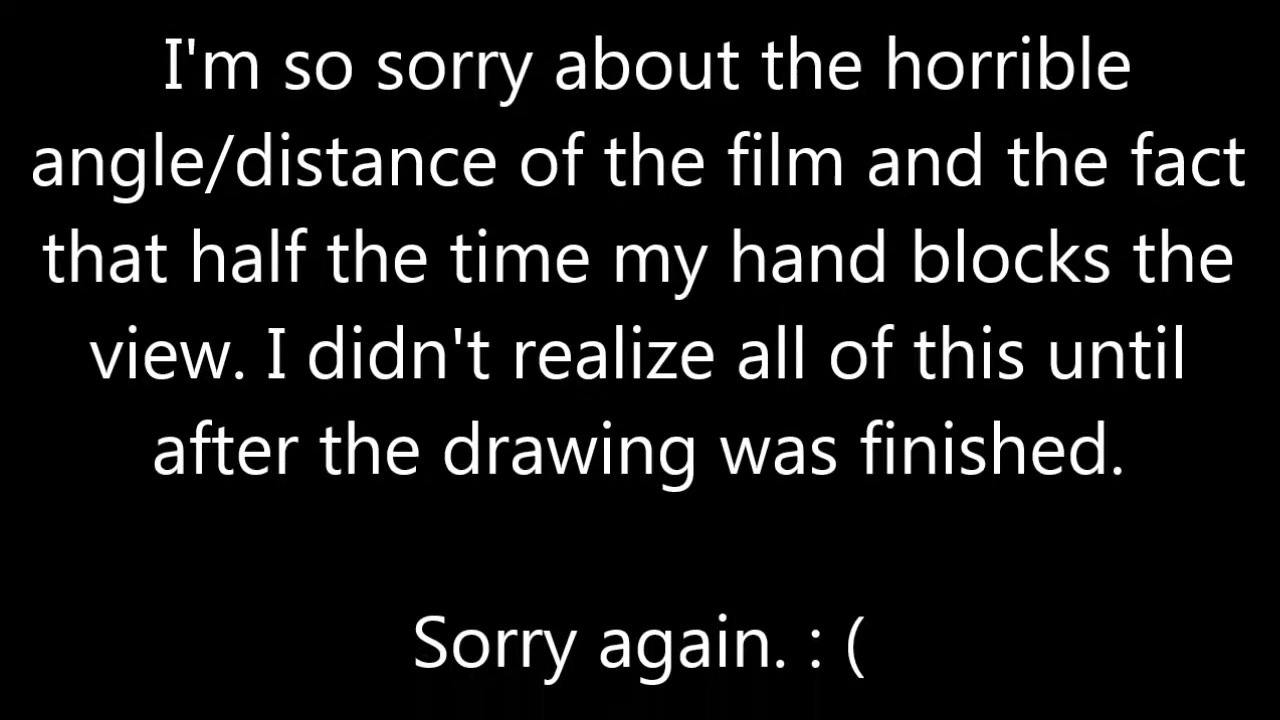 I'm so sorry about the horrible
angle/distance of the film and the fact
that half the time my hand blocks the
view. I didn't realize all of this until
after the drawing was finished.
Sorry again. : (